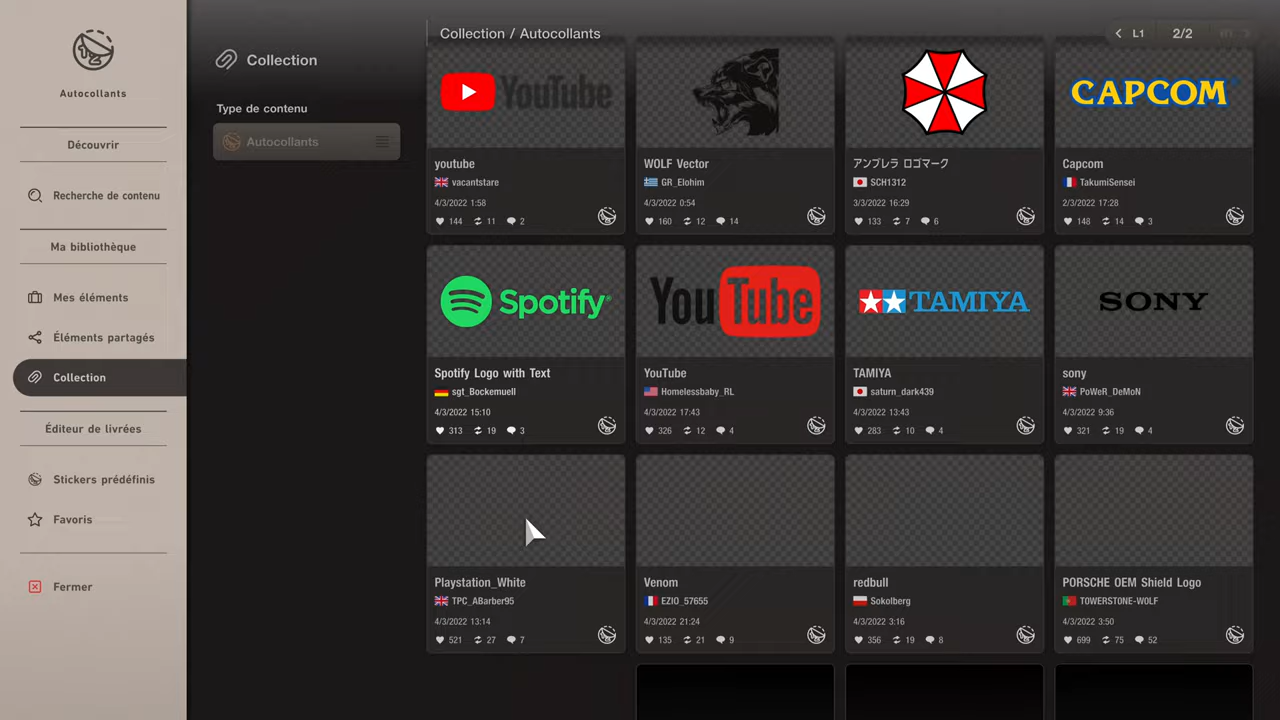 Autocollants
Découvrir
Recherche de contenu
Ma bibliothèque
Mes éléments
Éléments partagés
Collection
Éditeur de livrées
Stickers prédéfinis
Favoris
Fermer
Collection
Type de contenu
Autocollants
Collection / Autocollants
L1
2/2
YouTube
CAPCOM
youtube
vacantstare
4/3/2022 1:58
144 11 2
WOLF Vector
GR_Elohim
4/3/2022 0:54
160 12 14
アンブレラ ロゴマーク
SCH1312
3/3/2022 16:29
133 7 6
Capcom
TakumiSensei
2/3/2022 17:28
148 14 3
Spotify
You Tube
TAMIYA
SONY
Spotify Logo with Text
sgt_Bockemuell
4/3/2022 15:10
313 19 3
YouTube
Homelessbaby_RL
4/3/2022 17:43
326 12 4
TAMIYA
saturn_dark439
4/3/2022 13:43
283 10 4
sony
PoWeR_DeMoN
4/3/2022 9:36
321 19 4
Playstation_White
TPC_ABarber95
4/3/2022 13:14
521 27 7
Venom
EZIO_57655
4/3/2022 21:24
135 21 9
redbull
Sokolberg
4/3/2022 3:16
356 19 8
PORSCHE OEM Shield Logo
T0WERST0NE-W0LF
4/3/2022 3:50
699 75 52